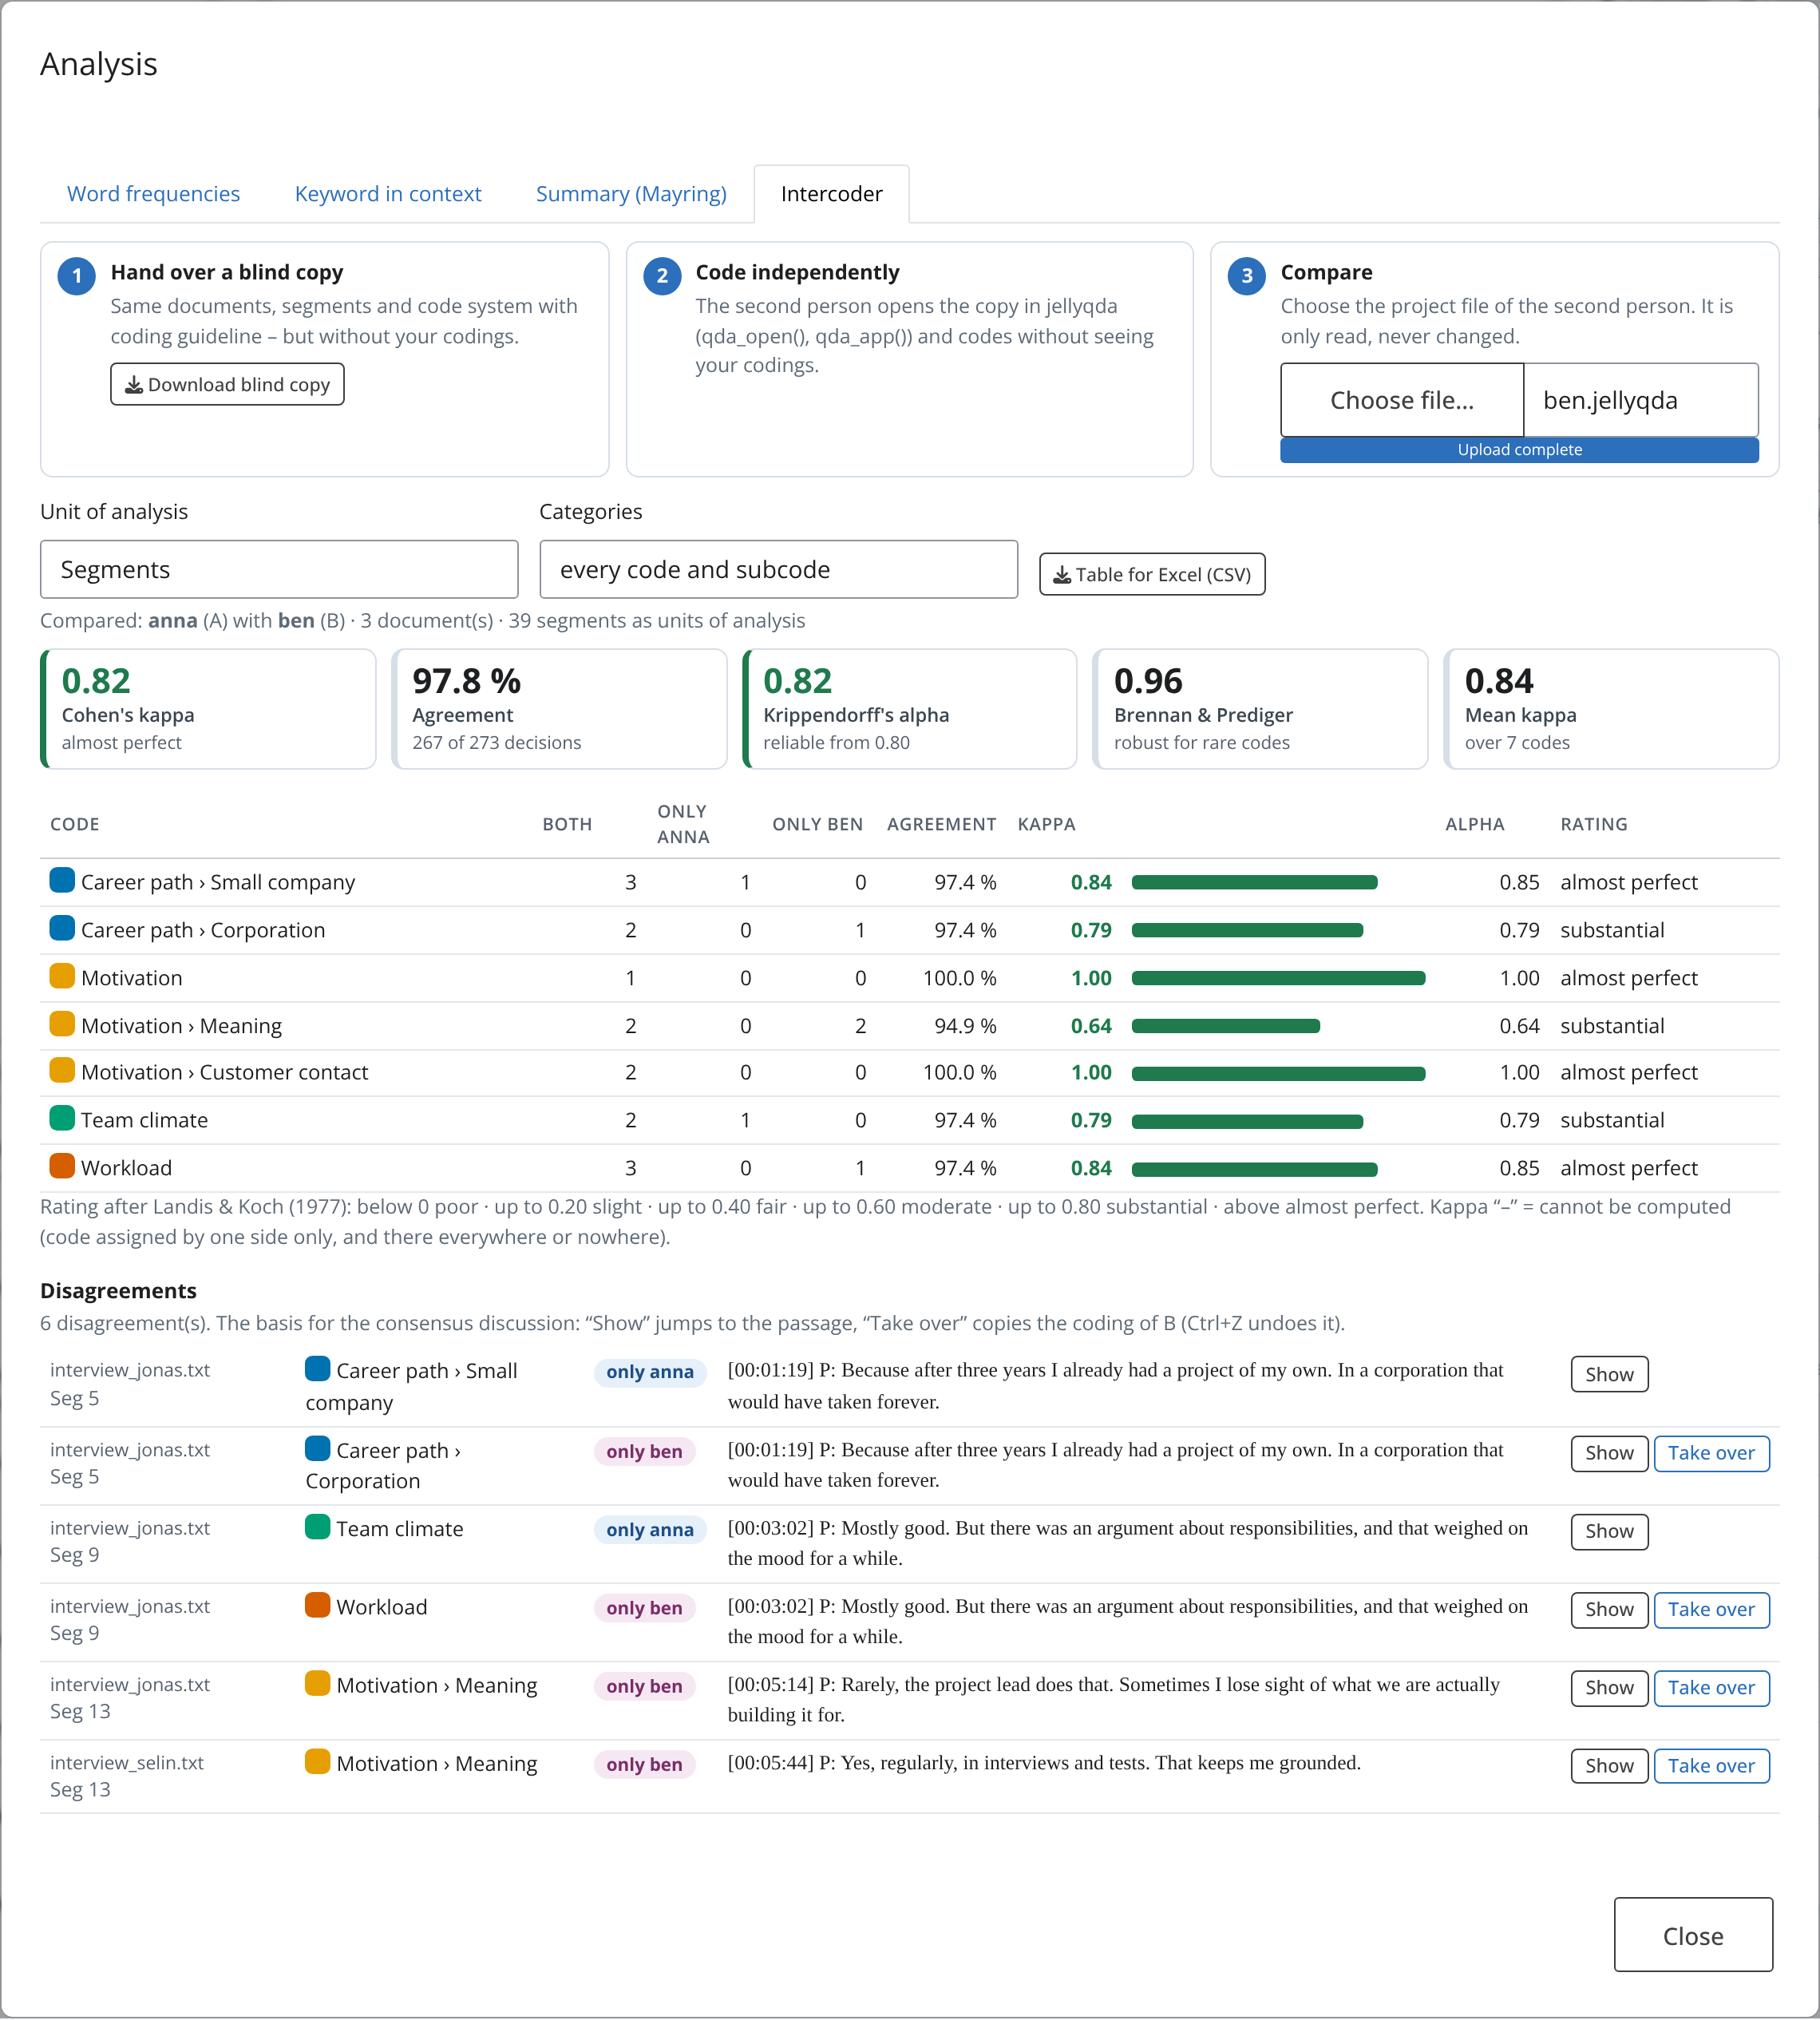 Analysis
Word frequencies
Keyword in context
Summary (Mayring)
Intercoder
1
Hand over a blind copy
Same documents, segments and code system with
coding guideline – but without your codings.
Download blind copy
2
Code independently
The second person opens the copy in jellyqda
(qda_open(), qda_app()) and codes without seeing
your codings.
3
Compare
Choose the project file of the second person. It is
only read, never changed.
Choose file...
ben.jellyqda
Upload complete
Unit of analysis
Segments
Categories
every code and subcode
Table for Excel (CSV)
Compared: anna (A) with ben (B) · 3 document(s) · 39 segments as units of analysis
0.82
Cohen's kappa
almost perfect
97.8 %
Agreement
267 of 273 decisions
0.82
Krippendorff's alpha
reliable from 0.80
0.96
Brennan & Prediger
robust for rare codes
0.84
Mean kappa
over 7 codes
CODE BOTH ONLY ANNA ONLY BEN AGREEMENT KAPPA ALPHA RATING
Career path › Small company 3 1 0 97.4 % 0.84 0.85 almost perfect
Career path › Corporation 2 0 1 97.4 % 0.79 0.79 substantial
Motivation 1 0 0 100.0 % 1.00 1.00 almost perfect
Motivation › Meaning 2 0 2 94.9 % 0.64 0.64 substantial
Motivation › Customer contact 2 0 0 100.0 % 1.00 1.00 almost perfect
Team climate 2 1 0 97.4 % 0.79 0.79 substantial
Workload 3 0 1 97.4 % 0.84 0.85 almost perfect
Rating after Landis & Koch (1977): below 0 poor · up to 0.20 slight · up to 0.40 fair · up to 0.60 moderate · up to 0.80 substantial · above almost perfect. Kappa “–” = cannot be computed
(code assigned by one side only, and there everywhere or nowhere).
Disagreements
6 disagreement(s). The basis for the consensus discussion: “Show” jumps to the passage, “Take over” copies the coding of B (Ctrl+Z undoes it).
interview_jonas.txt
Seg 5
Career path › Small
company
only anna
[00:01:19] P: Because after three years I already had a project of my own. In a corporation that
would have taken forever.
Show
interview_jonas.txt
Seg 5
Career path ›
Corporation
only ben
[00:01:19] P: Because after three years I already had a project of my own. In a corporation that
would have taken forever.
Show
Take over
interview_jonas.txt
Seg 9
Team climate
only anna
[00:03:02] P: Mostly good. But there was an argument about responsibilities, and that weighed on
the mood for a while.
Show
interview_jonas.txt
Seg 9
Workload
only ben
[00:03:02] P: Mostly good. But there was an argument about responsibilities, and that weighed on
the mood for a while.
Show
Take over
interview_jonas.txt
Seg 13
Motivation › Meaning
only ben
[00:05:14] P: Rarely, the project lead does that. Sometimes I lose sight of what we are actually
building it for.
Show
Take over
interview_selin.txt
Seg 13
Motivation › Meaning
only ben
[00:05:44] P: Yes, regularly, in interviews and tests. That keeps me grounded.
Show
Take over
Close